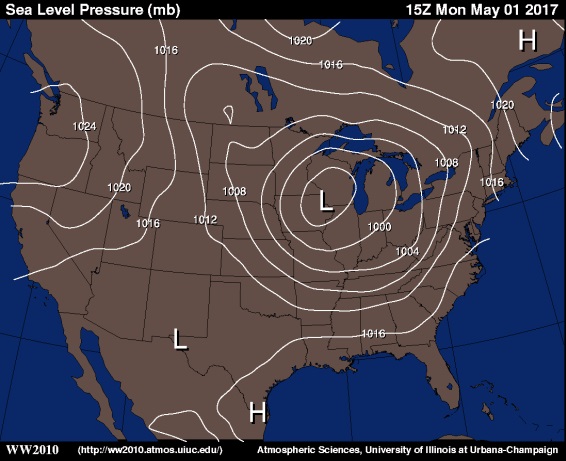 Sea Level Pressure (mb) 15Z Mon May 01 2017
1020
H
1016
1016
1020
1024
1012
1008
1020
1008
1016
1012
L
1016
1000
1004
1016
L
H
WW2010 (http://ww2010.atmos.uiuc.edu/) Atmospheric Sciences, University of Illinois at Urbana-Champaign